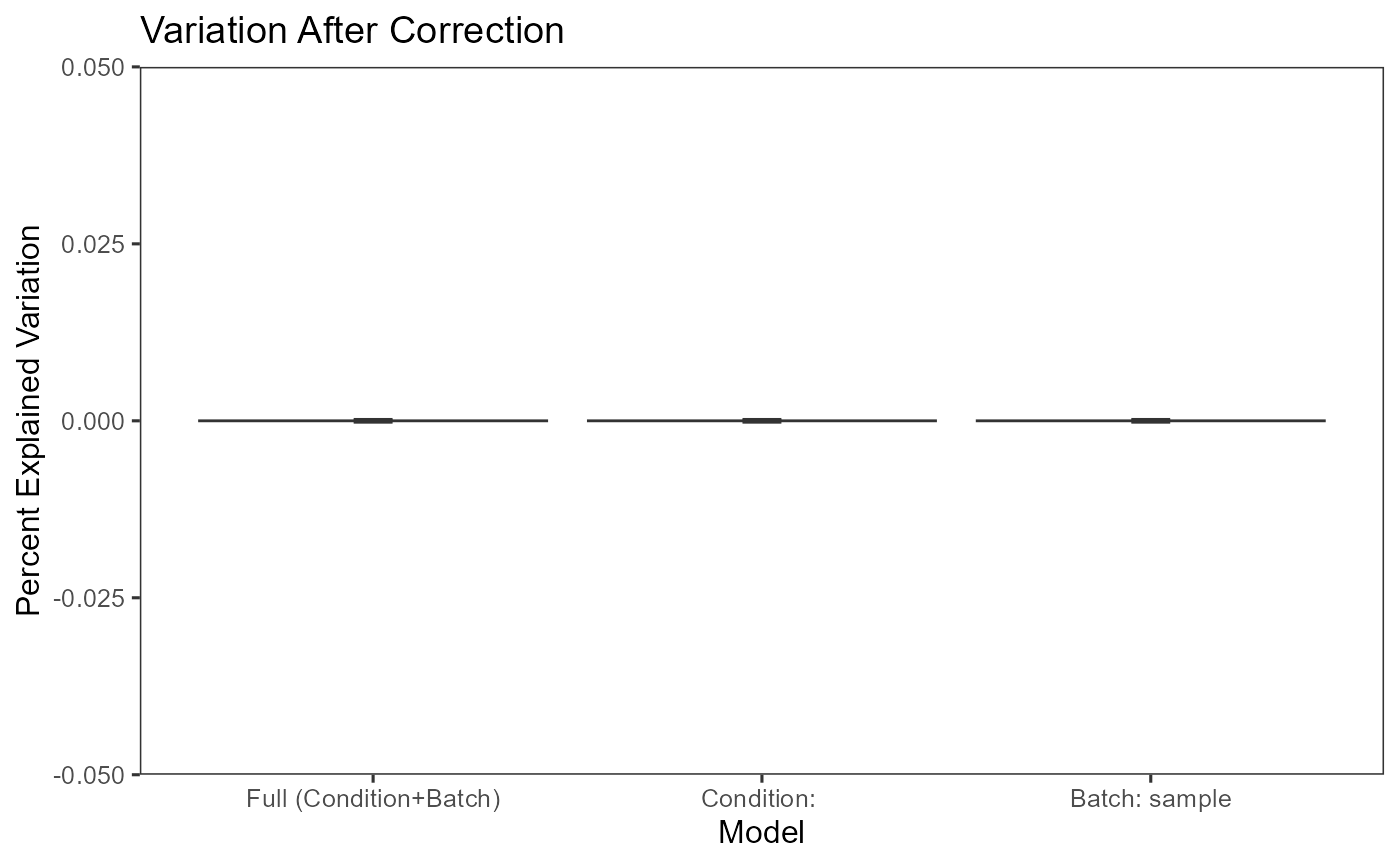 Variation After Correction
Percent Explained Variation
0.050
0.025
0.000
-0.025
-0.050
Full (Condition+Batch)
Condition:
Batch: sample
Model